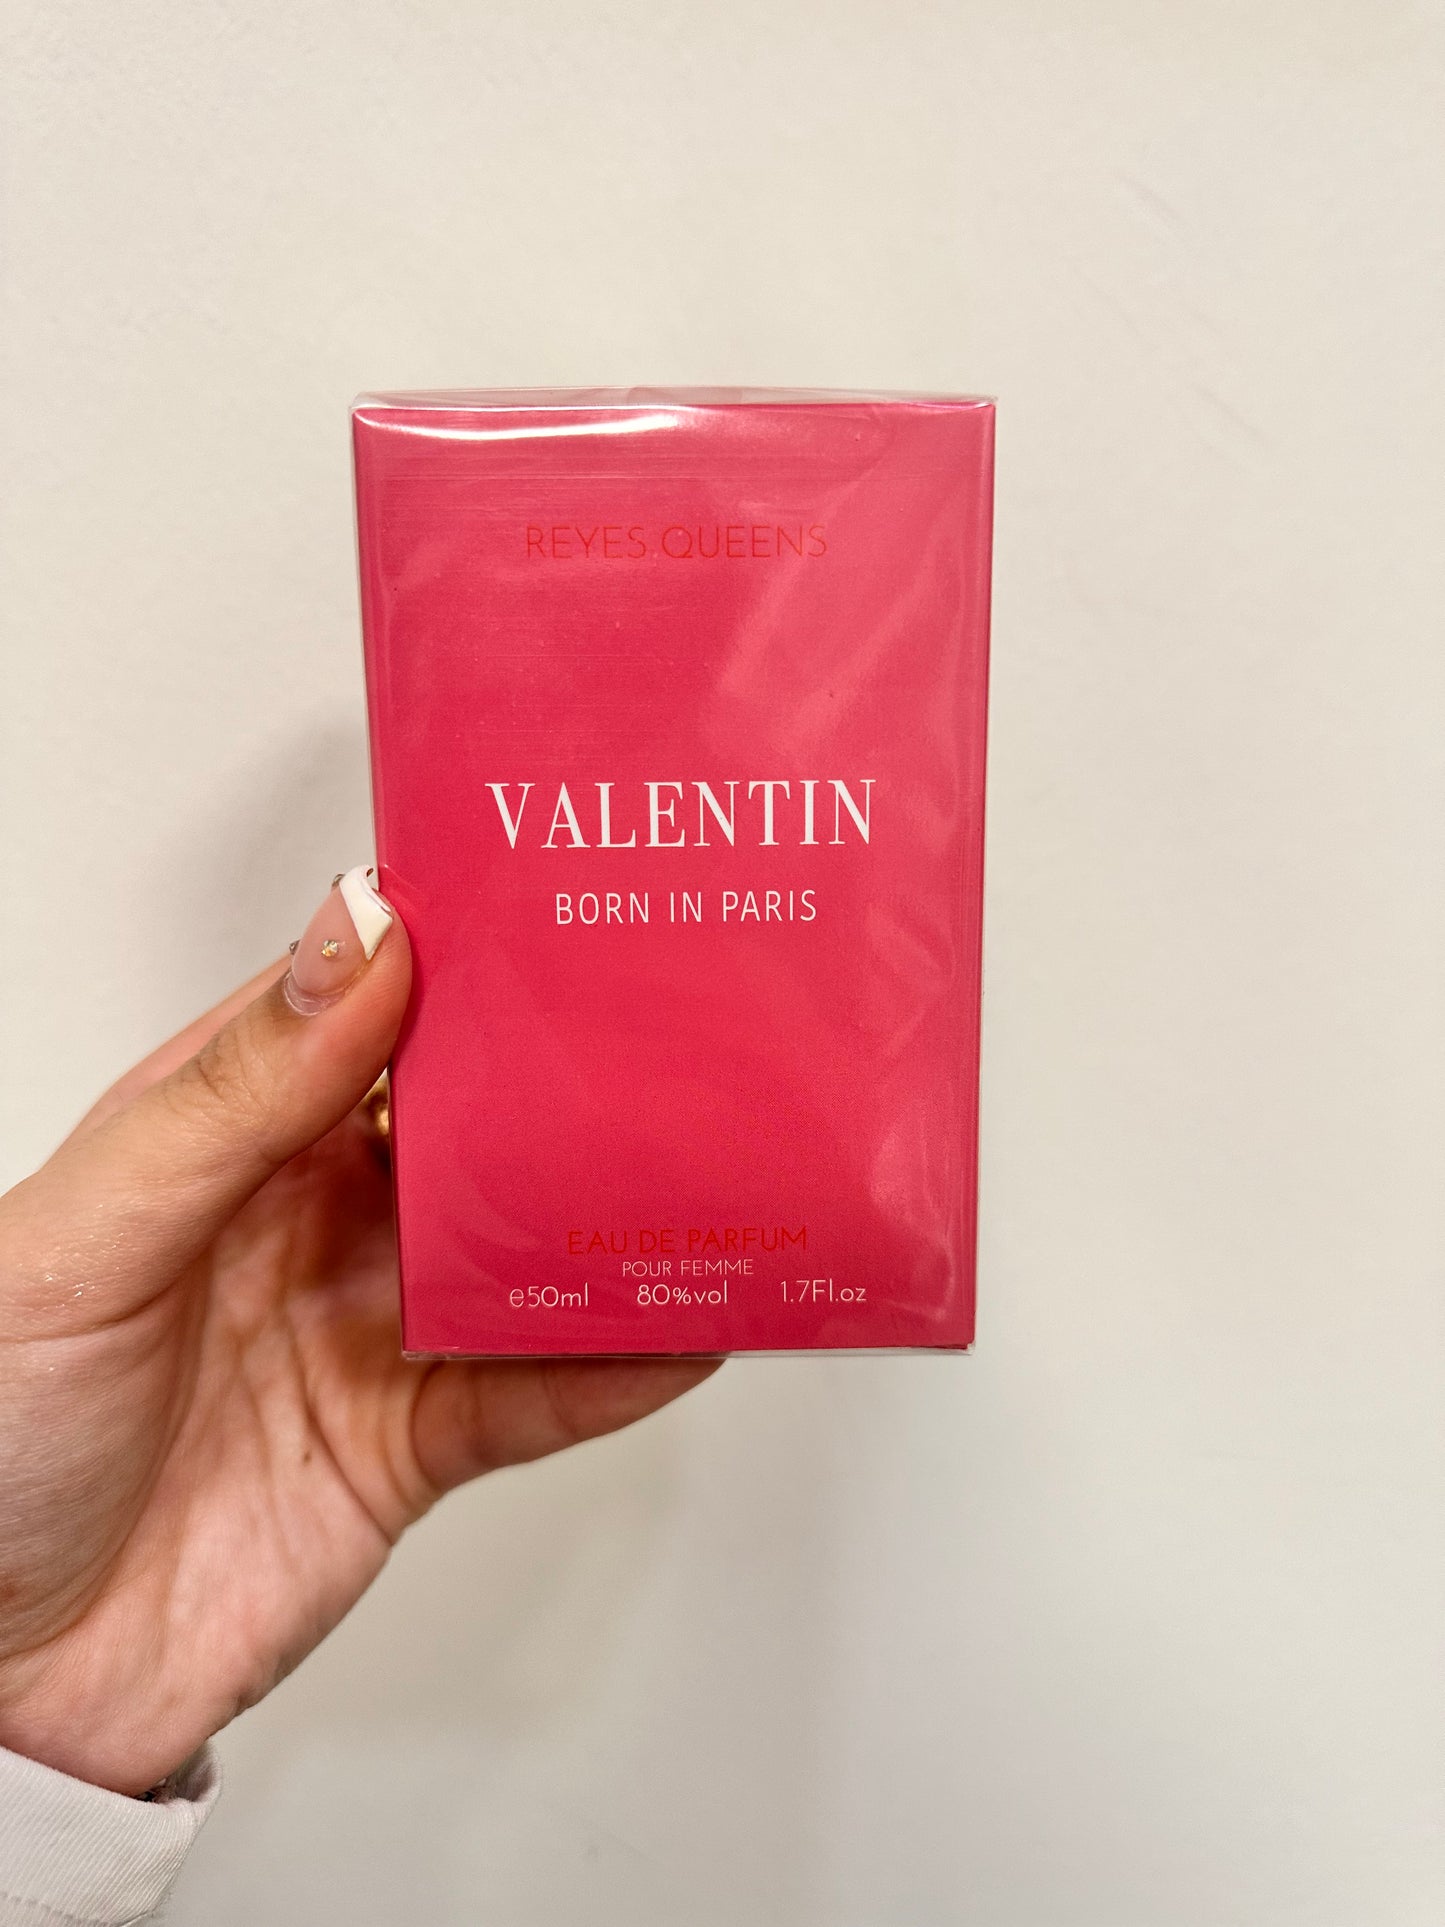 REYES QUEENS
VALENTIN
BORN IN PARIS
EAU DE PARFUM
POUR FEMME
e50ml 80%vol 1.7Fl.oz